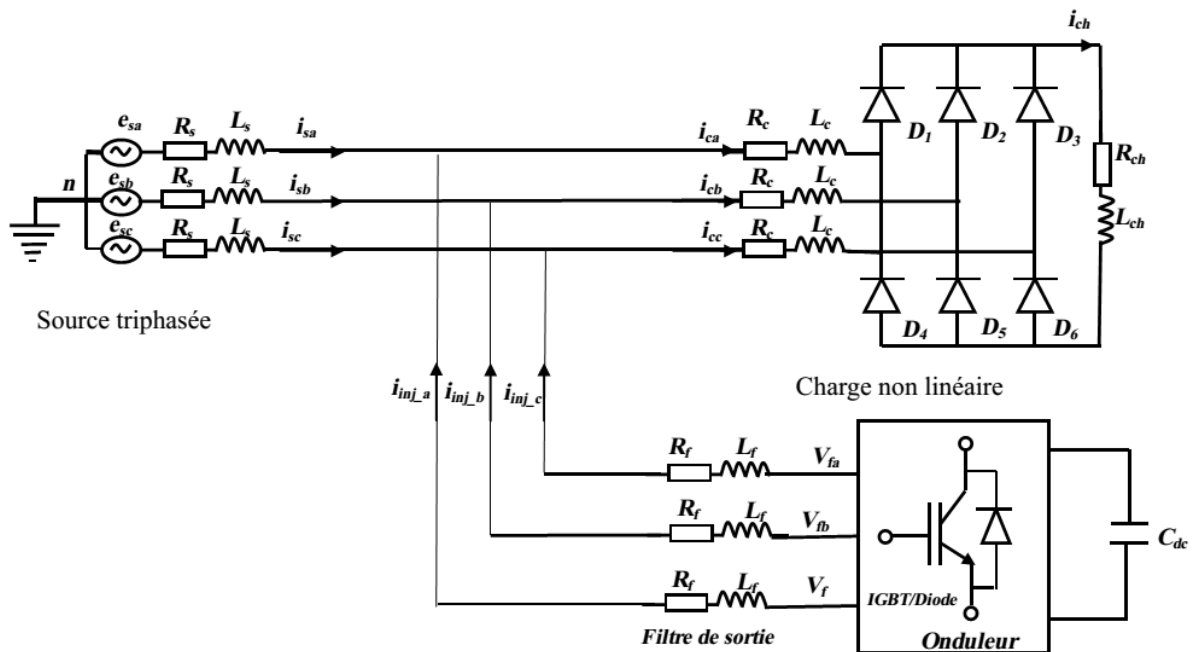 i_ch
e_sa R_s L_s i_sa i_ca R_c L_c D_1 D_2 D_3
R_ch
n e_sb R_s L_s i_sb i_cb R_c L_c
L_ch
e_sc R_s L_s i_sc i_cc R_c L_c
Source triphasée
D_4 D_5 D_6
i_inj_a i_inj_b i_inj_c
Charge non linéaire
R_f L_f V_fa
R_f L_f V_fb
C_dc
R_f L_f V_f
IGBT/Diode
Filtre de sortie
Onduleur